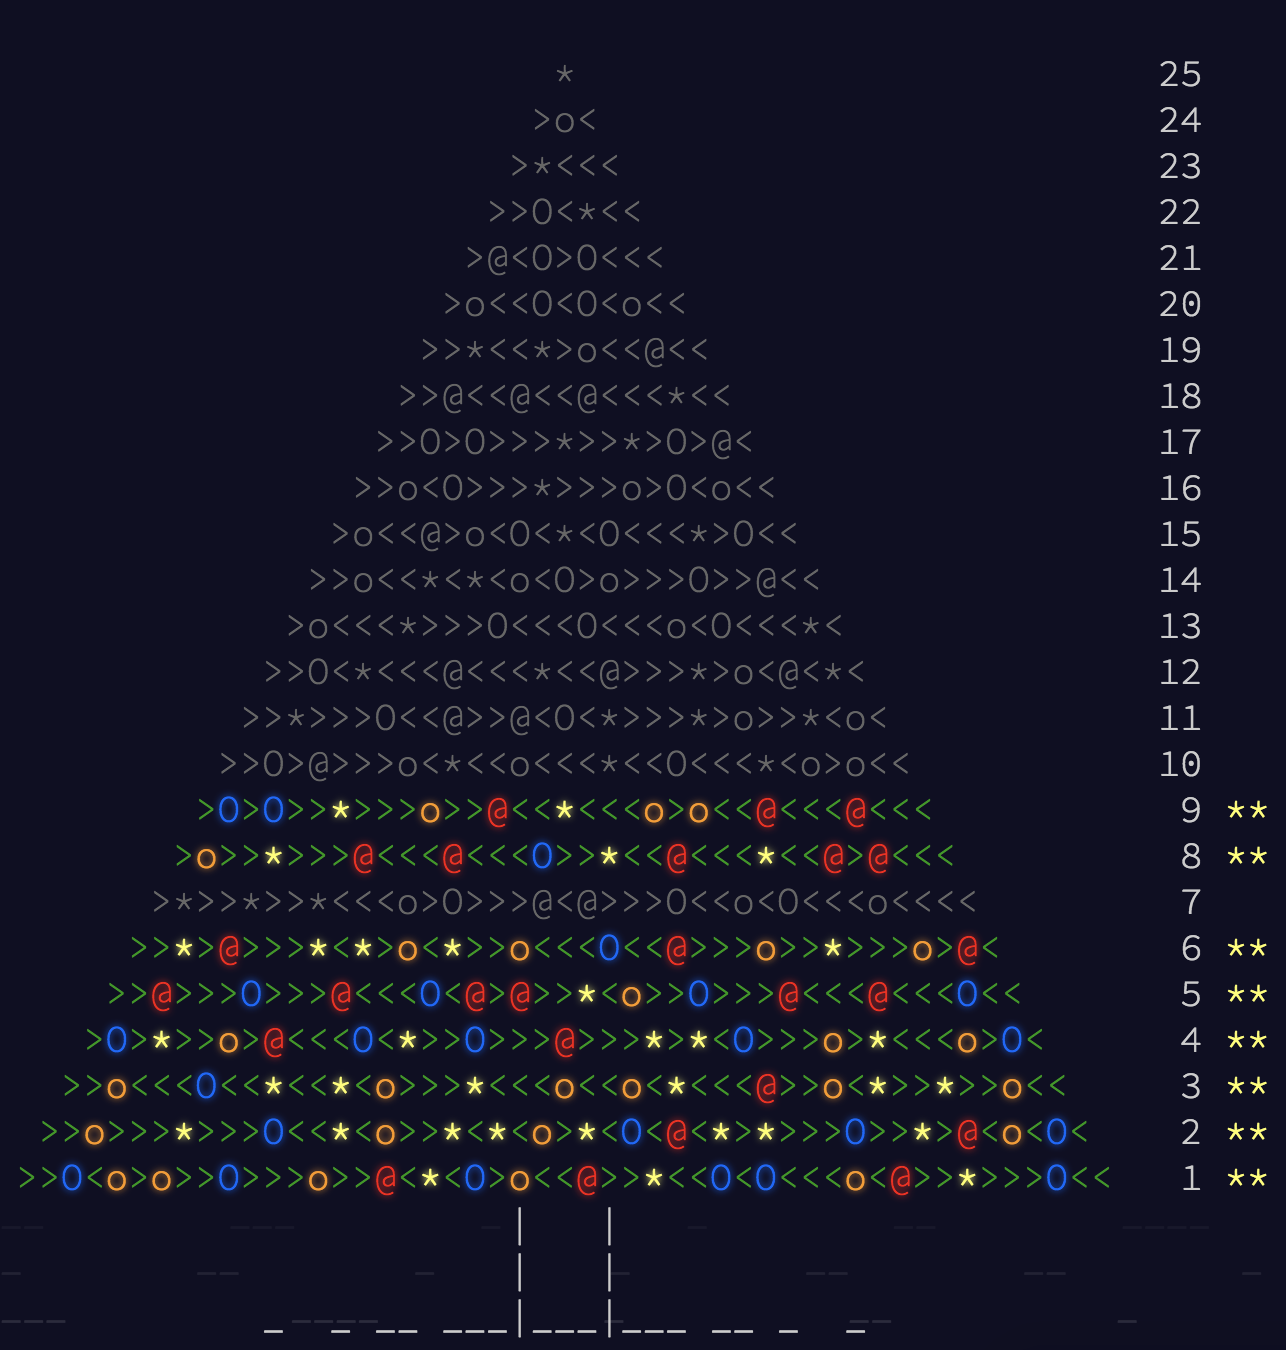 * 25
>o< 24
>*<<< 23
>>O<*<< 22
>@<O>O<<< 21
>o<<O<O<o<< 20
>>*<<*>o<<@<< 19
>>@<<@<<@<<<*<< 18
>>O>O>>>*>>*>O>@< 17
>>o<O>>>*>>>o>O<o<< 16
>o<<@>o<O<*<O<<<*>O<< 15
>>o<<*<*<o<O>o>>>O>>@<< 14
>o<<<*>>>O<<<O<<<o<O<<<*< 13
>>O<*<<<@<<<*<<@>>>*>o<@<*< 12
>>*>>>O<<@>>@<O<*>>>*>o>>*<o< 11
>>O>@>>>o<*<<o<<<*<<O<<<*<o>o<< 10
>O>O>>*>>>o>>@<<*<<<o>o<<@<<<@<<< 9 **
>o>>*>>>@<<<@<<<O>>*<<@<<<*<<@>@<<< 8 **
>*>>*>>*<<<o>O>>>@<@>>>O<<o<O<<<o<<<< 7
>>*>@>>>*<*>o<*>>o<<<O<<@>>>o>>*>>>o>@< 6 **
>>@>>>O>>>@<<<O<@>@>>*<o>>O>>>@<<<@<<<O<< 5 **
>O>*>>o>@<<<O<*>>O>>>@>>>*>*<O>>>o>*<<<o>O< 4 **
>>o<<<O<<*<<*<o>>>*<<<o<<o<*<<<@>>o>*>>*>>o<< 3 **
>>o>>>*>>>O<<*<o>>*<*<o>*<O<@<*>*>>>O>>*>@<o<O< 2 **
>>O<o>o>>O>>>o>>@<*<O>o<<@>>*<<O<O<<<o<@>>*>>>O<< 1 **
| |
| |
_ _ __ ___|___|___ __ _ _